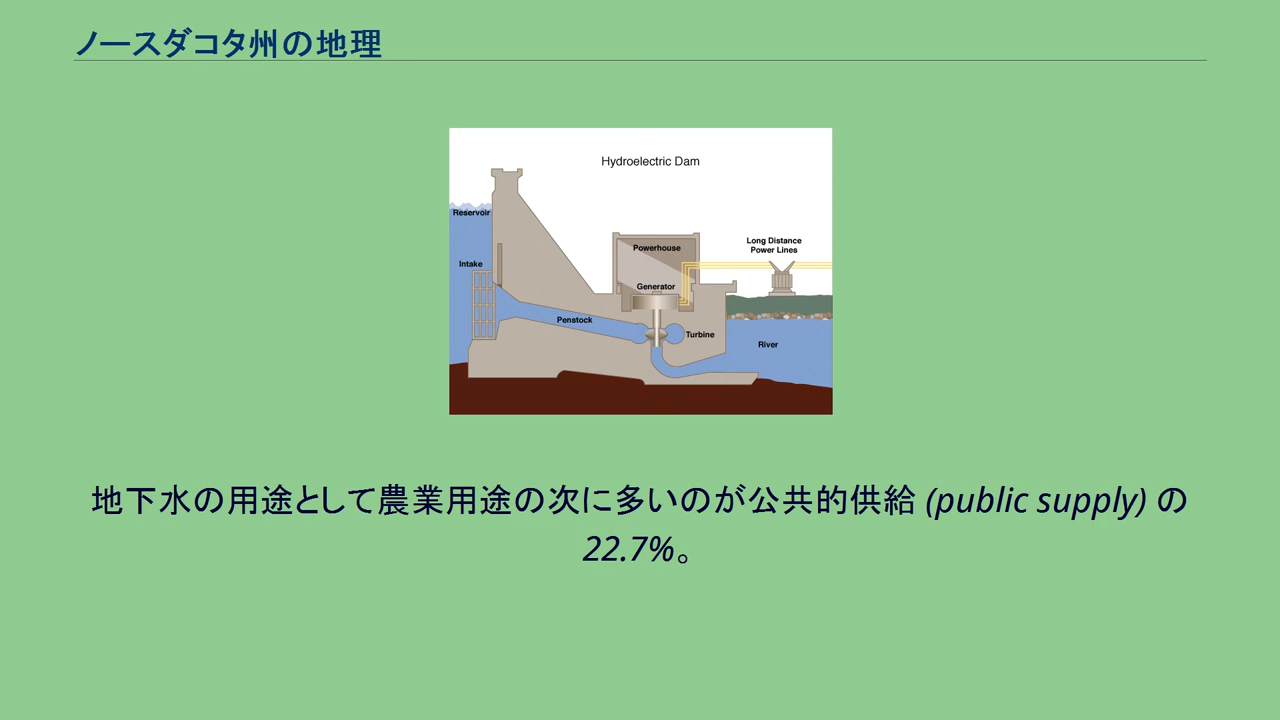 ノースダコタ州の地理
Hydroelectric Dam
Reservoir
Intake
Penstock
Powerhouse
Generator
Turbine
Long Distance
Power Lines
River
地下水の用途として農業用途の次に多いのが公共的供給 (public supply) の
22.7%。